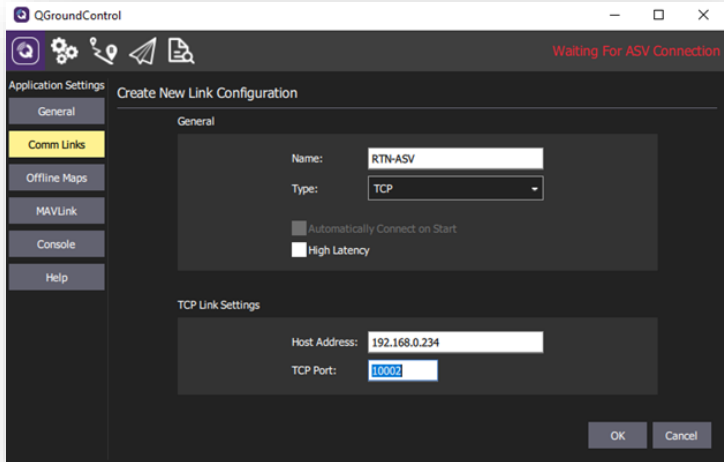 QGroundControl
Waiting For ASV Connection
Application Settings
General
Comm Links
Offline Maps
MAVLink
Console
Help
Create New Link Configuration
General
Name: RTN-ASV
Type: TCP
Automatically Connect on Start
High Latency
TCP Link Settings
Host Address: 192.168.0.234
TCP Port: 10002
OK Cancel